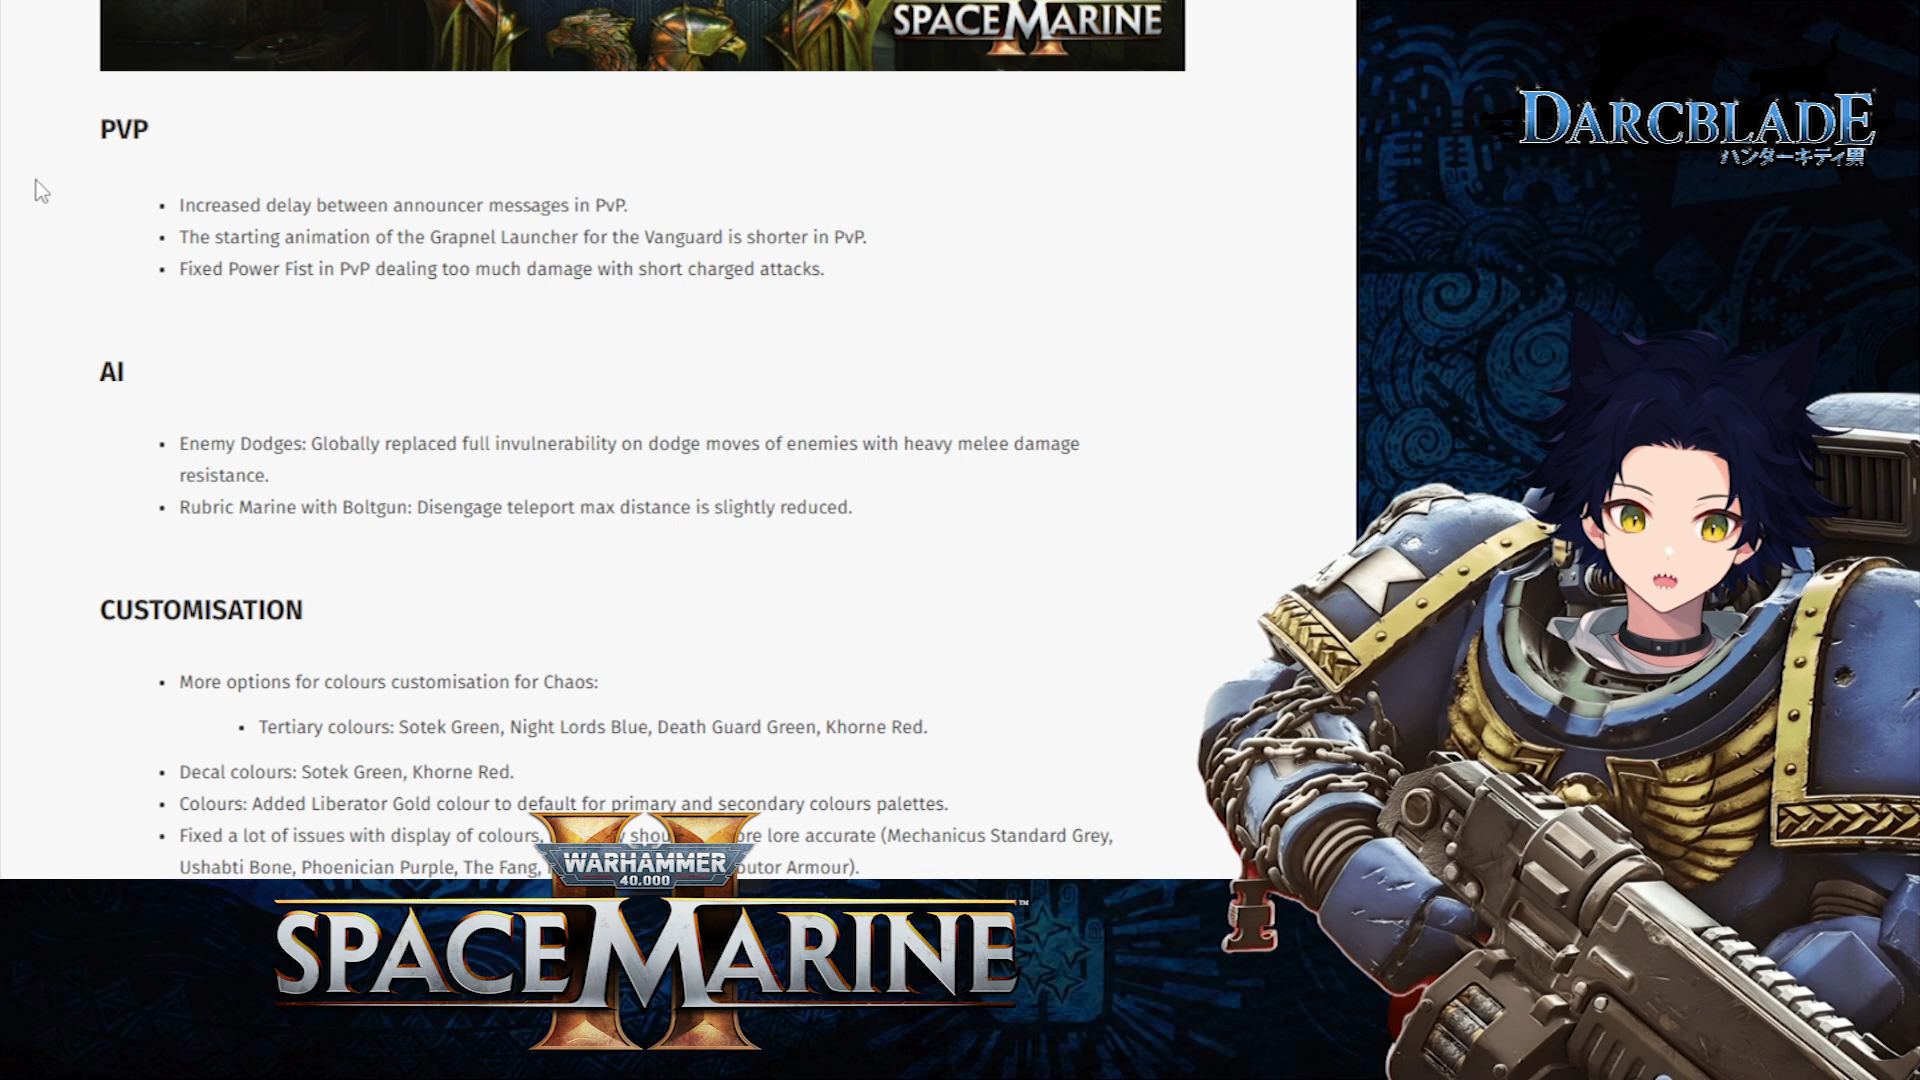 SPACE MARINE
II
PVP
DARCBLADE
ハンターキティ男
• Increased delay between announcer messages in PvP.
• The starting animation of the Grapnel Launcher for the Vanguard is shorter in PvP.
• Fixed Power Fist in PvP dealing too much damage with short charged attacks.
AI
• Enemy Dodges: Globally replaced full invulnerability on dodge moves of enemies with heavy melee damage
resistance.
• Rubric Marine with Boltgun: Disengage teleport max distance is slightly reduced.
CUSTOMISATION
• More options for colours customisation for Chaos:
• Tertiary colours: Sotek Green, Night Lords Blue, Death Guard Green, Khorne Red.
• Decal colours: Sotek Green, Khorne Red.
• Colours: Added Liberator Gold colour to default for primary and secondary colours palettes.
• Fixed a lot of issues with display of colours, lore accurate (Mechanicus Standard Grey,
Ushabti Bone, Phoenician Purple, The Fang, Armour).
WARHAMMER
40,000
SPACE MARINE™
II